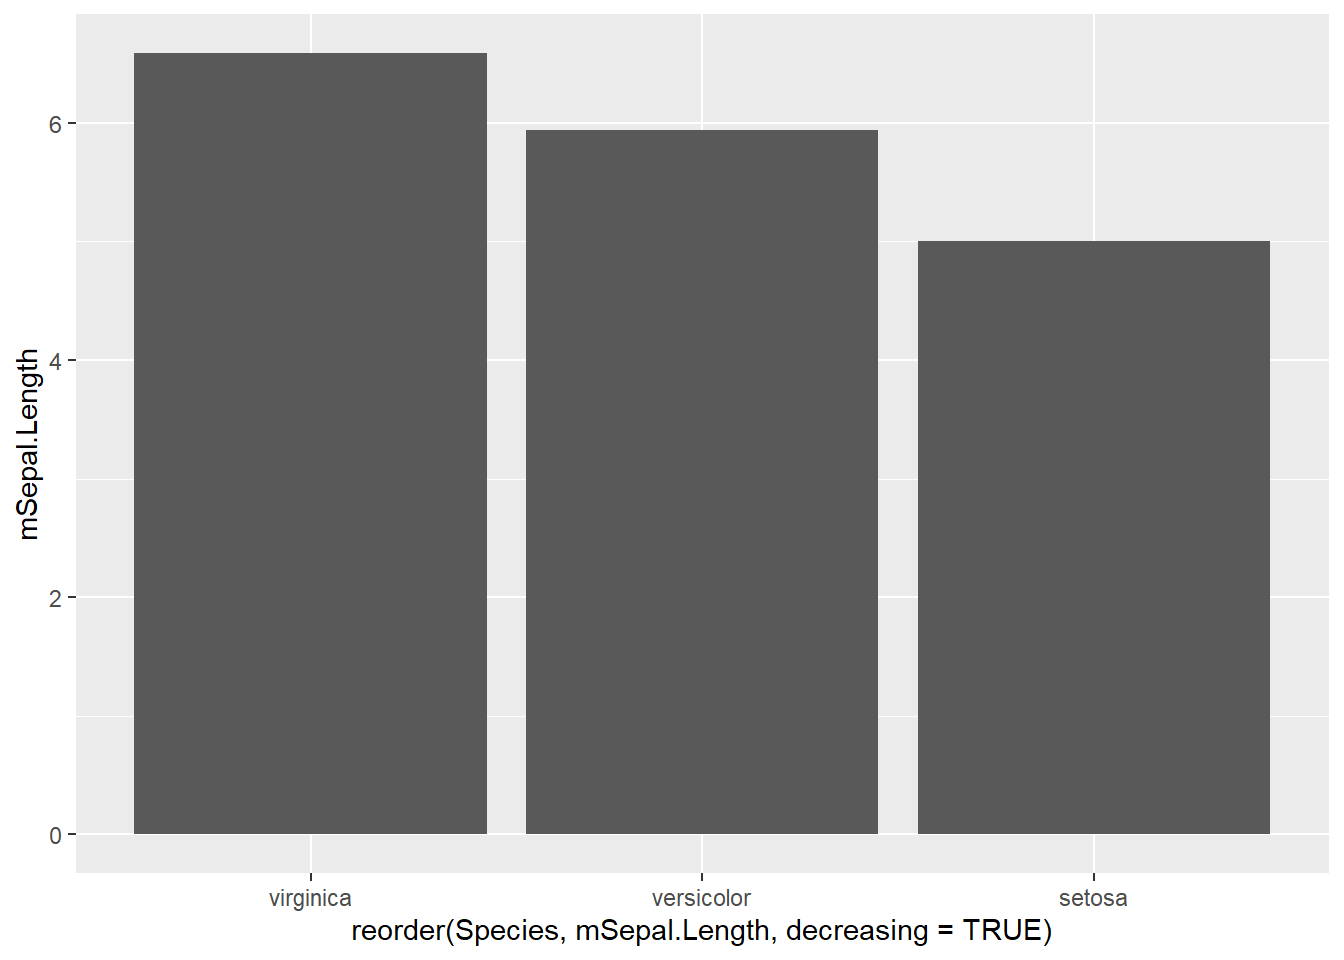 mSepal.Length
6
4
2
0
virginica versicolor setosa
reorder(Species, mSepal.Length, decreasing = TRUE)